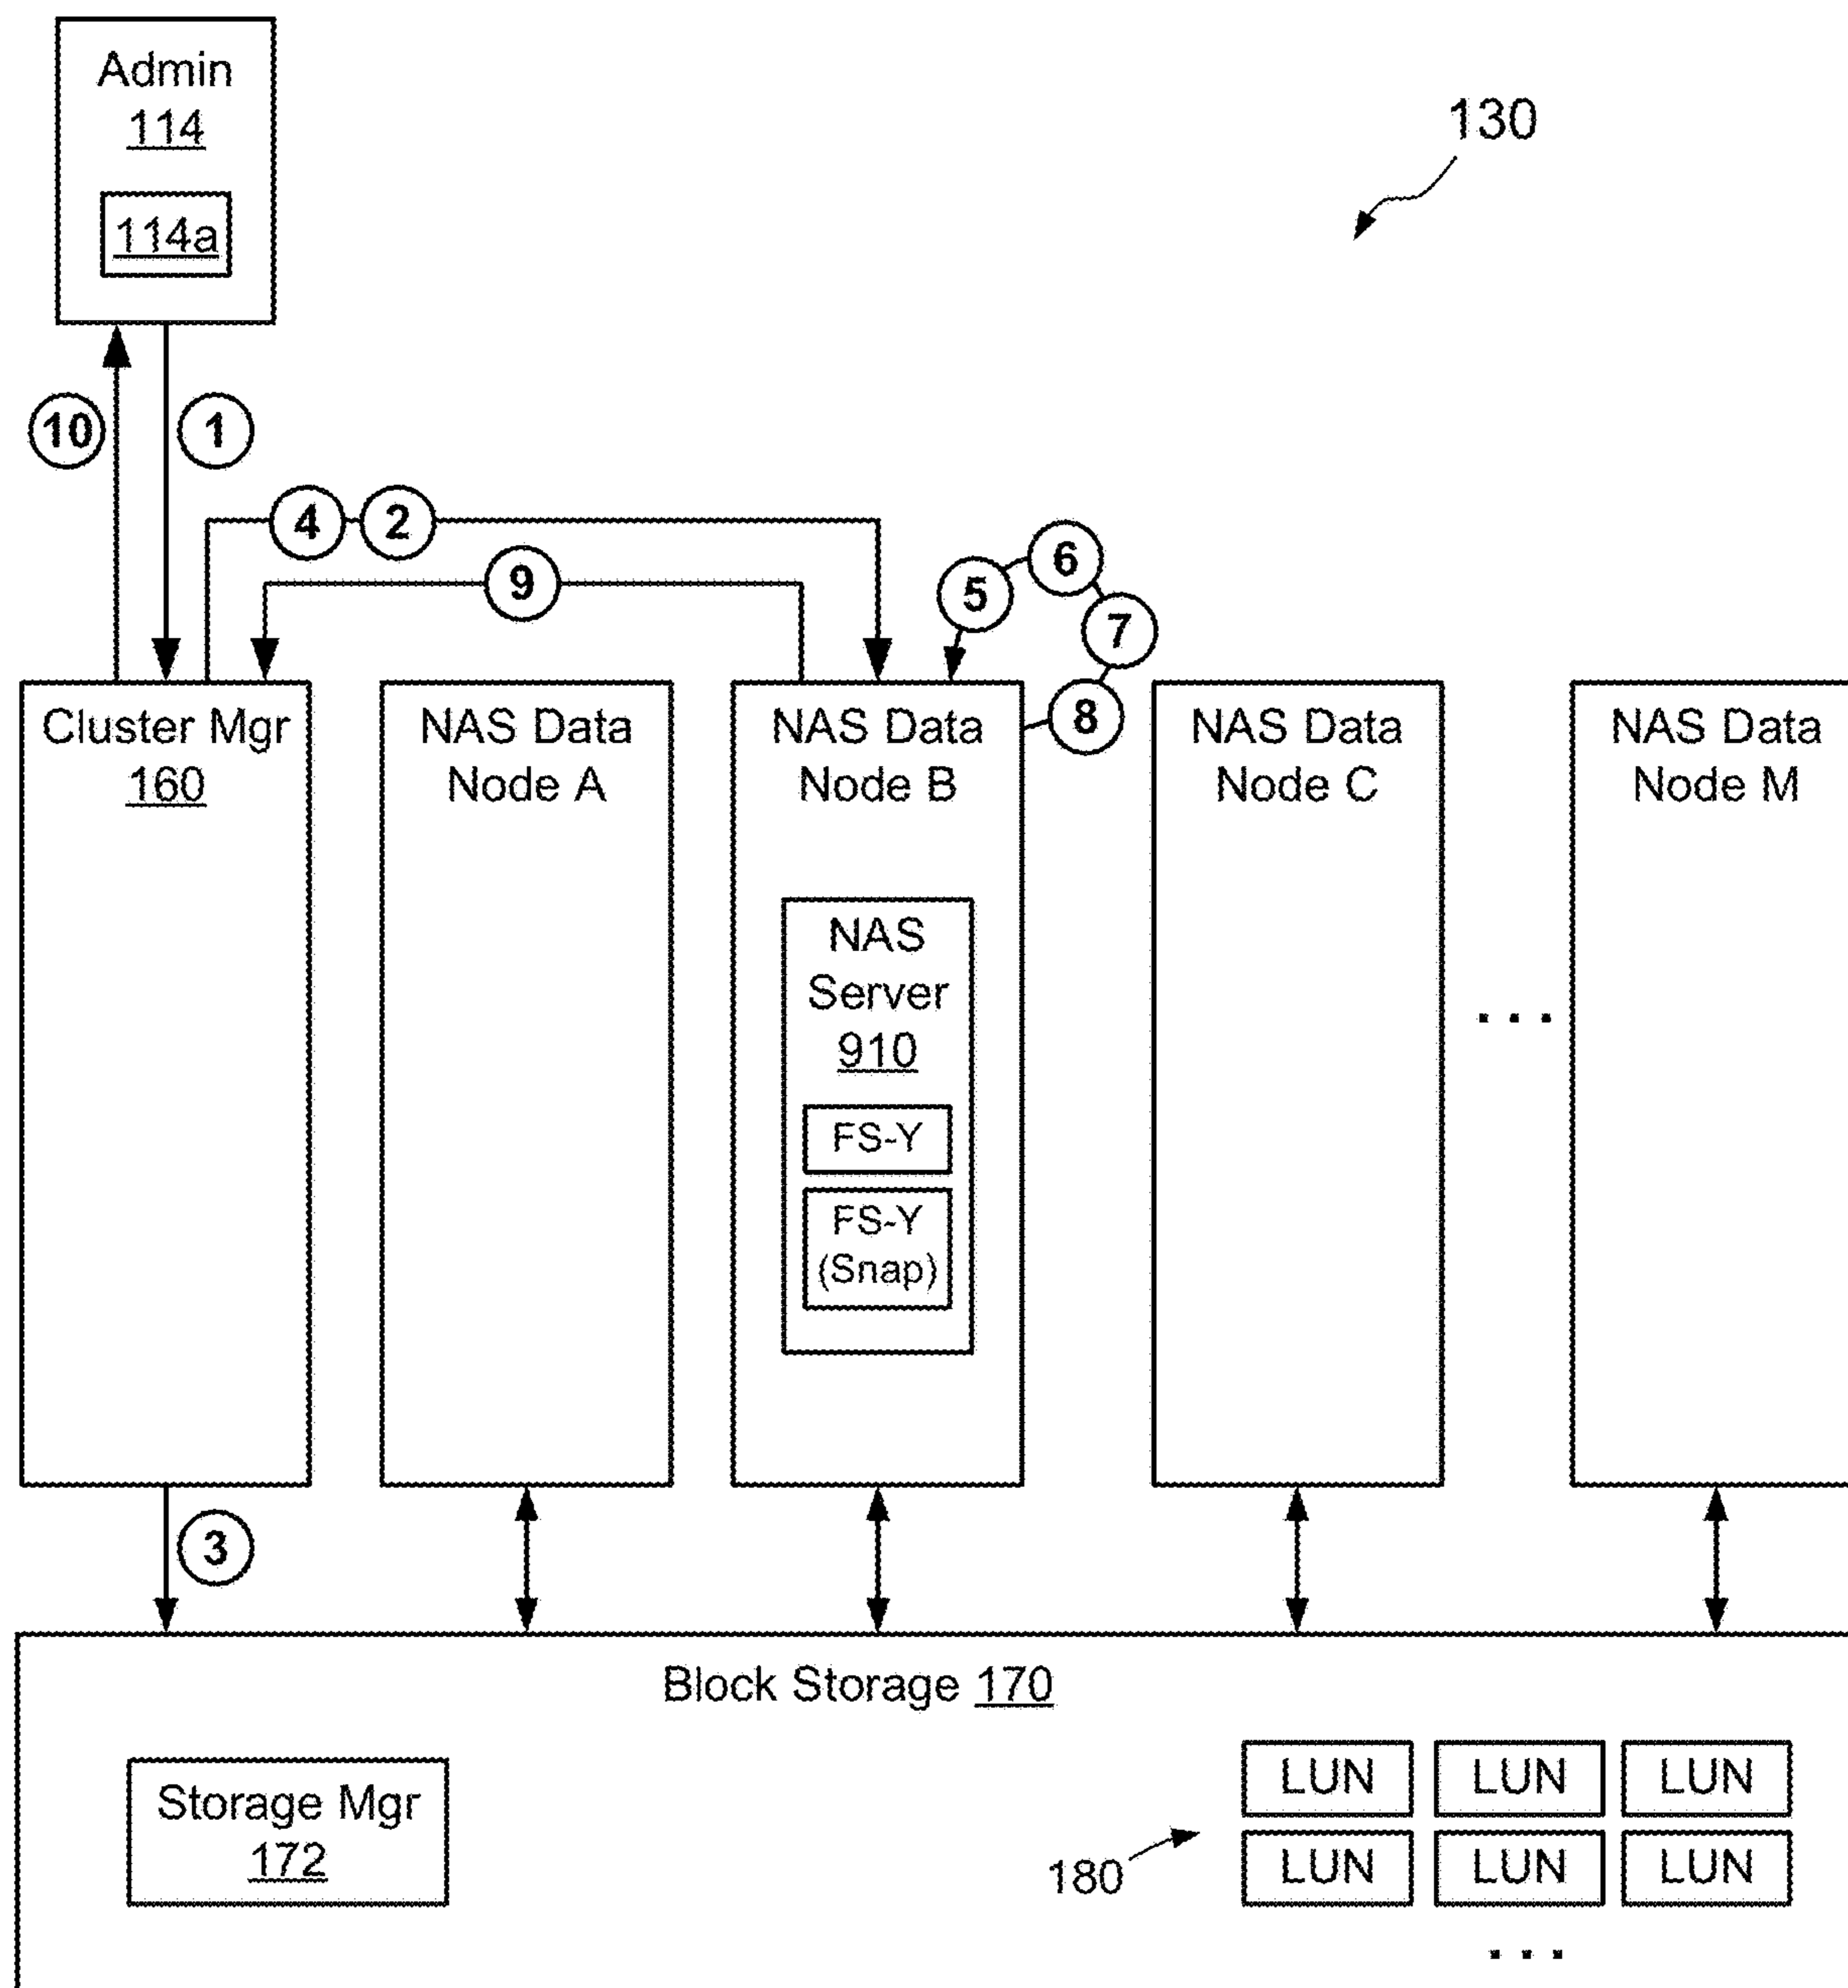 Admin
114
114a
130
10
1
4
2
9
5
6
7
8
Cluster Mgr
160
NAS Data
Node A
NAS Data
Node B
NAS Data
Node C
NAS Data
Node M
NAS
Server
910
FS-Y
FS-Y
(Snap)
. . .
3
Block Storage 170
Storage Mgr
172
180
LUN
LUN
LUN
LUN
LUN
LUN
. . .